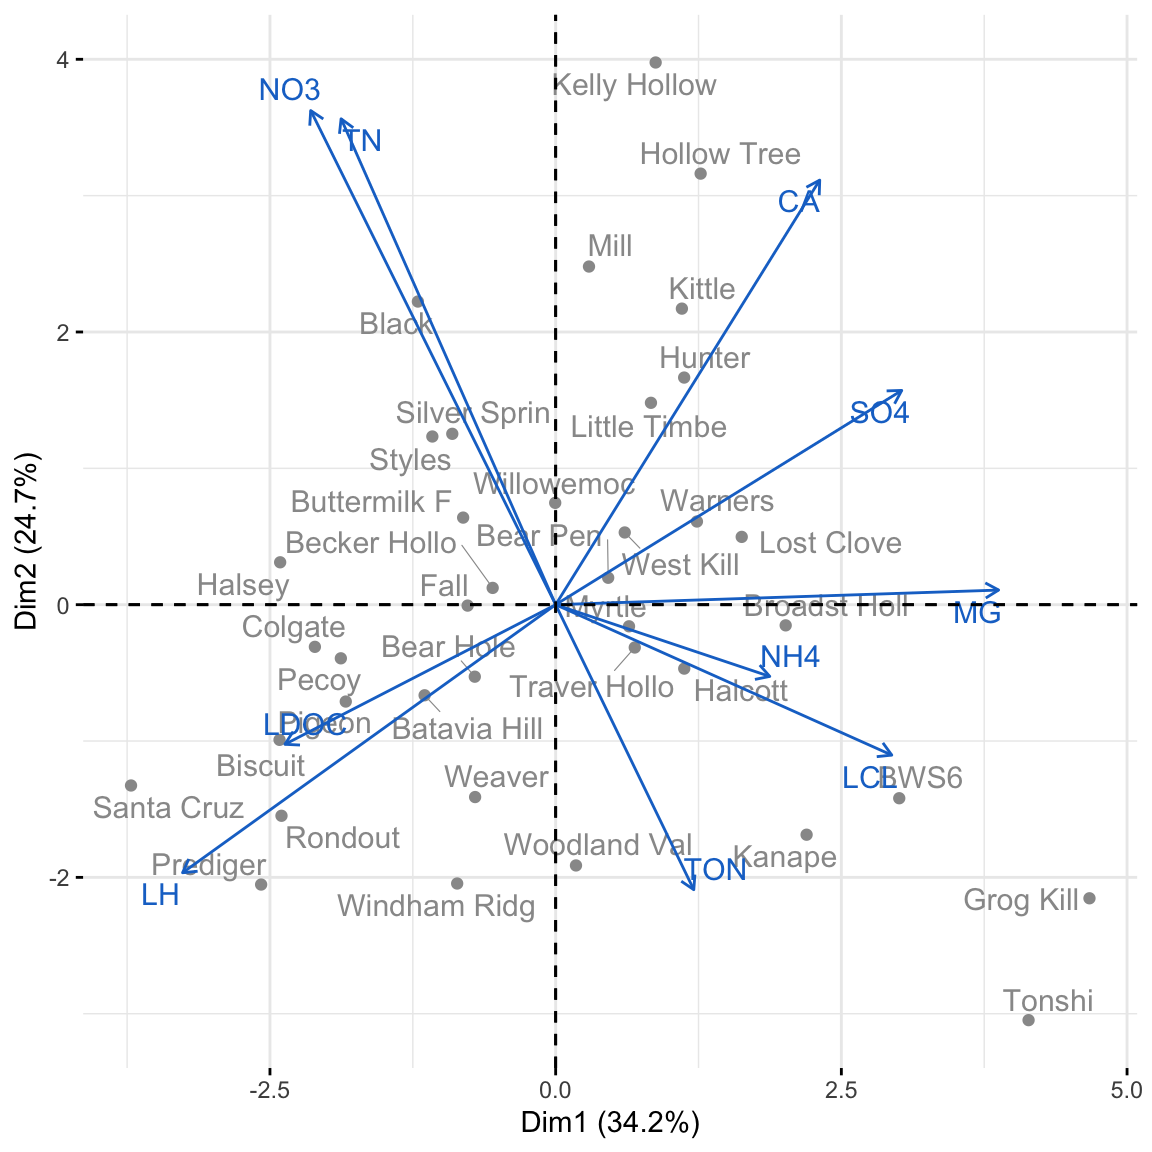 4
NO3
Kelly Hollow
TN
Hollow Tree
CA
Mill
Kittle
Black
2
Hunter
SO4
Silver Sprin
Little Timbe
Styles
Willowemoc
Buttermilk F
Warners
Becker Hollo
Bear Pen
Lost Clove
West Kill
Halsey
Fall
0
Myrtle
Broadst Holl
MG
Colgate
Bear Hole
NH4
Pecoy
Traver Hollo
Halcott
LDOC
Pigeon
Batavia Hill
Biscuit
Weaver
LCL
BWS6
Santa Cruz
Rondout
Woodland Val
Kanape
Prediger
TON
-2
LH
Windham Ridg
Grog Kill
Tonshi
-2.5
0.0
2.5
5.0
Dim1 (34.2%)
Dim2 (24.7%)